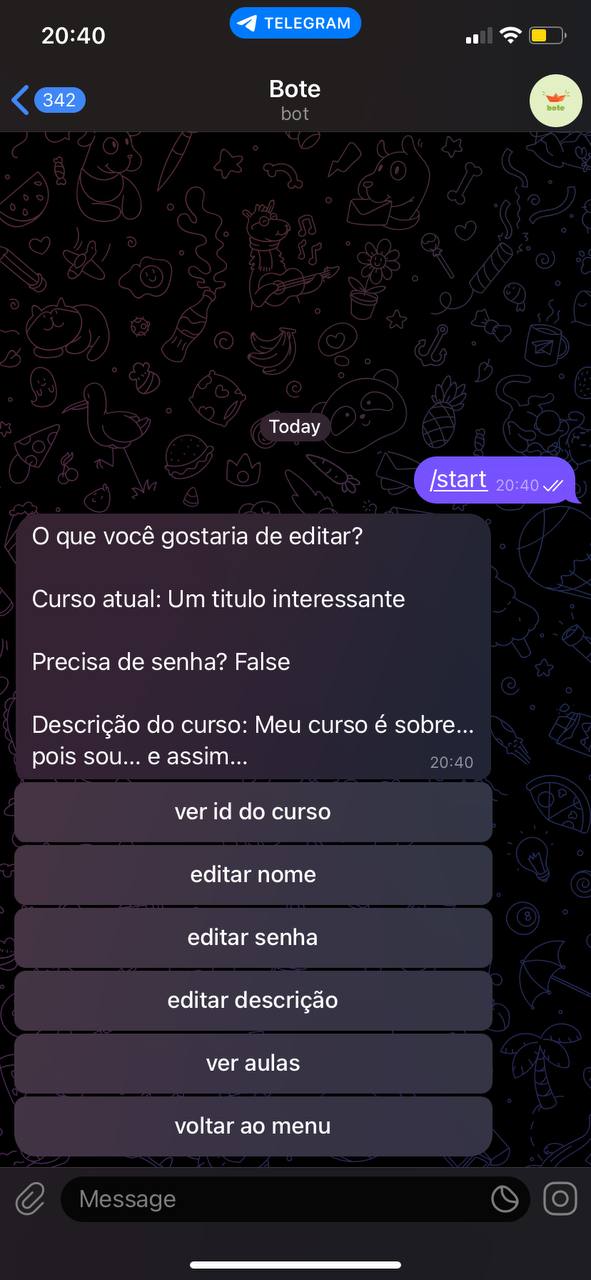 20:40
TELEGRAM
342
Bote
bot
bote
Today
/start 20:40
O que você gostaria de editar?
Curso atual: Um titulo interessante
Precisa de senha? False
Descrição do curso: Meu curso é sobre...
pois sou... e assim...
20:40
ver id do curso
editar nome
editar senha
editar descrição
ver aulas
voltar ao menu
Message